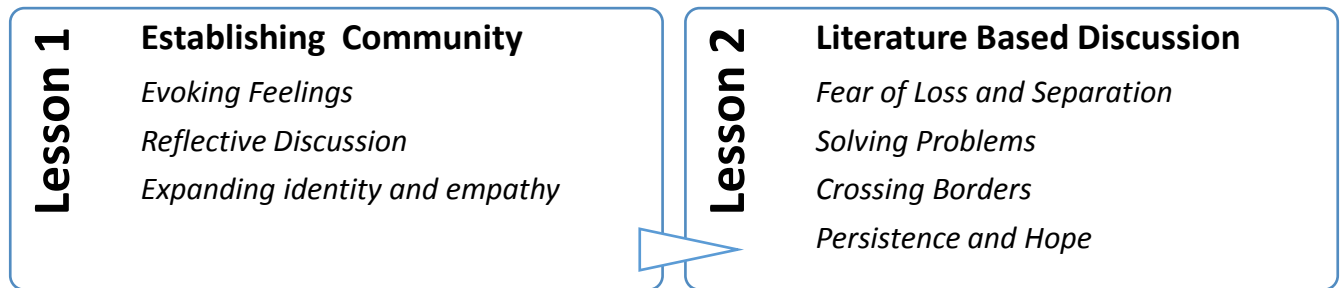 Lesson 1
Establishing Community
Evoking Feelings
Reflective Discussion
Expanding identity and empathy
Lesson 2
Literature Based Discussion
Fear of Loss and Separation
Solving Problems
Crossing Borders
Persistence and Hope